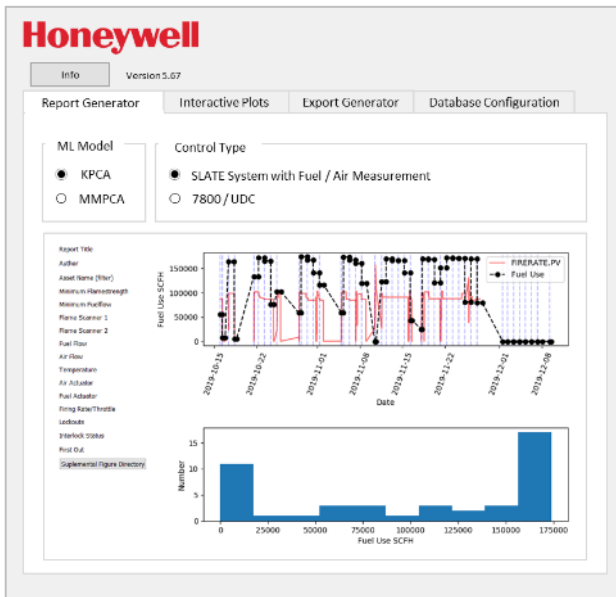 Honeywell
Info
Version 5.67
Report Generator
Interactive Plots
Export Generator
Database Configuration
ML Model
KPCA
MMPCA
Control Type
SLATE System with Fuel / Air Measurement
7800 / UDC
Report Title
Author
Asset Name (filter)
Minimum Flamestrength
Minimum Fuelflow
Flame Scanner 1
Flame Scanner 2
Fuel Flow
Air Flow
Temperature
Air Actuator
Fuel Actuator
Firing Rate/Throttle
Lockouts
Interlock Status
First Out
Suplemental Figure Directory
Fuel Use SCFH
150000
100000
50000
0
FIRERATE.PV
Fuel Use
2019-10-15
2019-10-22
2019-11-01
2019-11-08
2019-11-15
2019-11-22
2019-12-01
2019-12-08
Date
Number
15
10
5
0
0
25000
50000
75000
100000
125000
150000
175000
Fuel Use SCFH